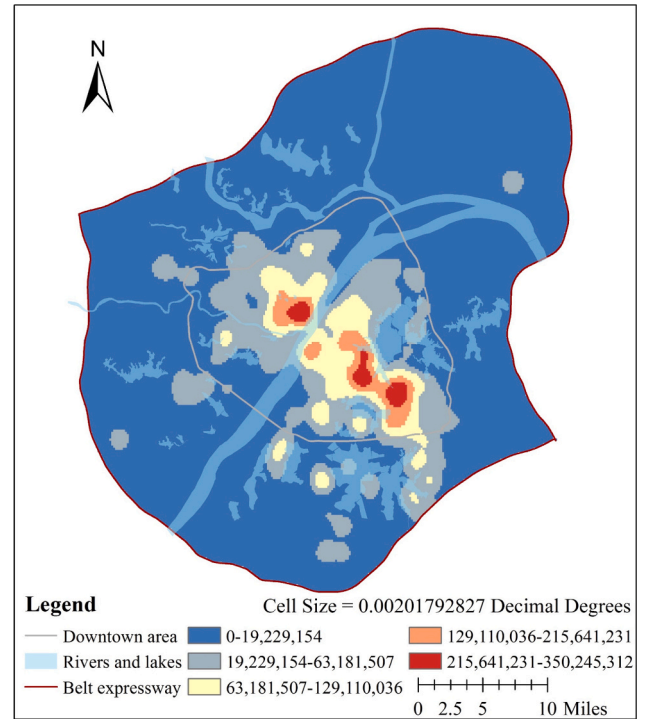 N
Legend
Cell Size = 0.00201792827 Decimal Degrees
Downtown area
0-19,229,154
129,110,036-215,641,231
Rivers and lakes
19,229,154-63,181,507
215,641,231-350,245,312
Belt expressway
63,181,507-129,110,036
0 2.5 5 10 Miles